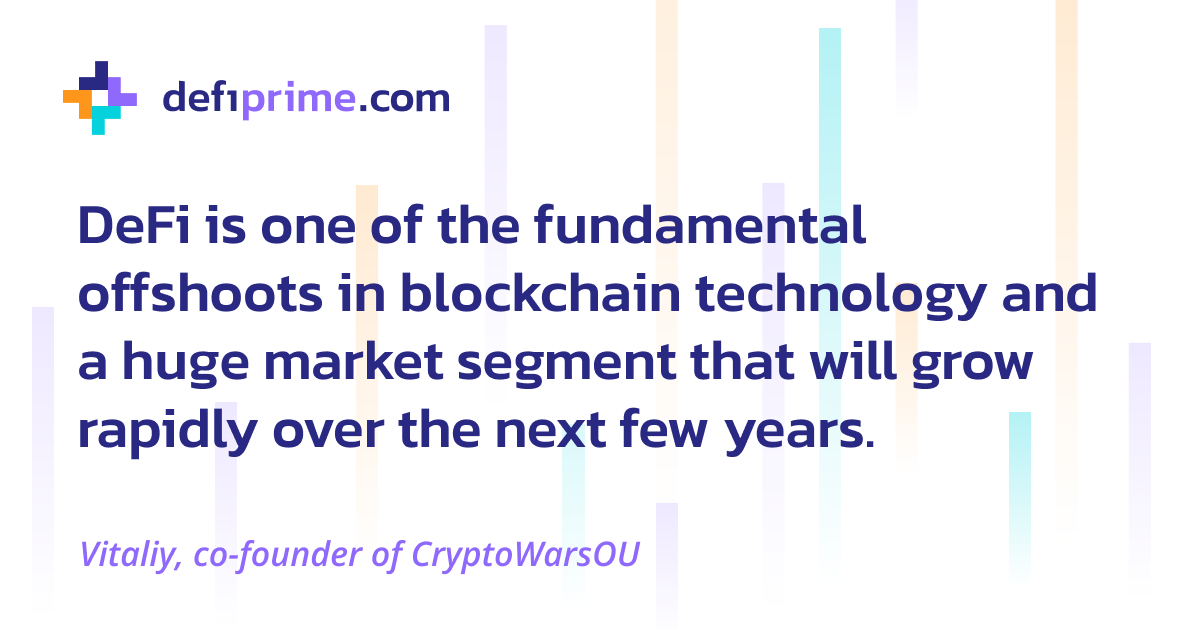 defiprime.com
DeFi is one of the fundamental
offshoots in blockchain technology and
a huge market segment that will grow
rapidly over the next few years.
Vitaliy, co-founder of CryptoWarsOU